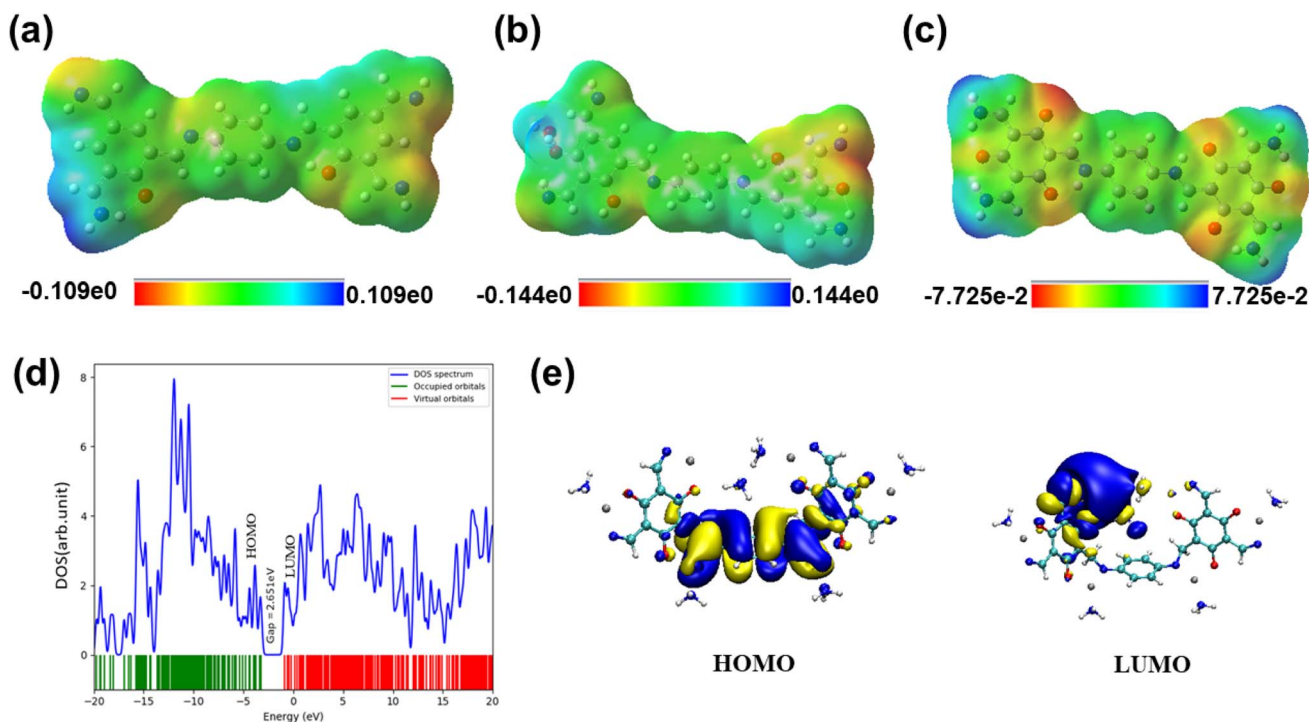 (a)
(b)
(c)
-0.109e0
0.109e0
-0.144e0
0.144e0
-7.725e-2
7.725e-2
(d)
(e)
DOS spectrum
Occupied orbitals
Virtual orbitals
DOS(arb.unit)
8
6
4
2
0
HOMO
Gap = 2.651eV
LUMO
-20
-15
-10
-5
0
5
10
15
20
Energy (eV)
HOMO
LUMO